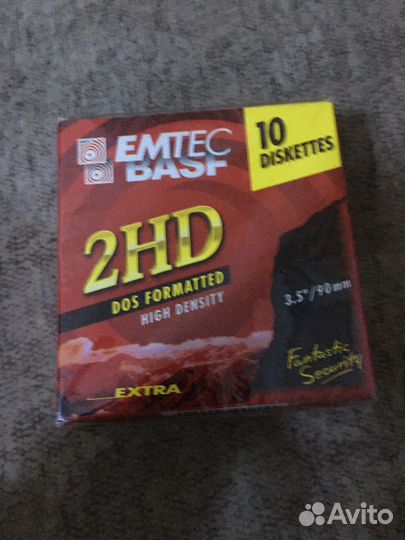 EMTEC
BASF
10
DISKETTES
2HD
DOS FORMATTED
HIGH DENSITY
3.5"/90mm
Fantastic
Security
EXTRA
Avito